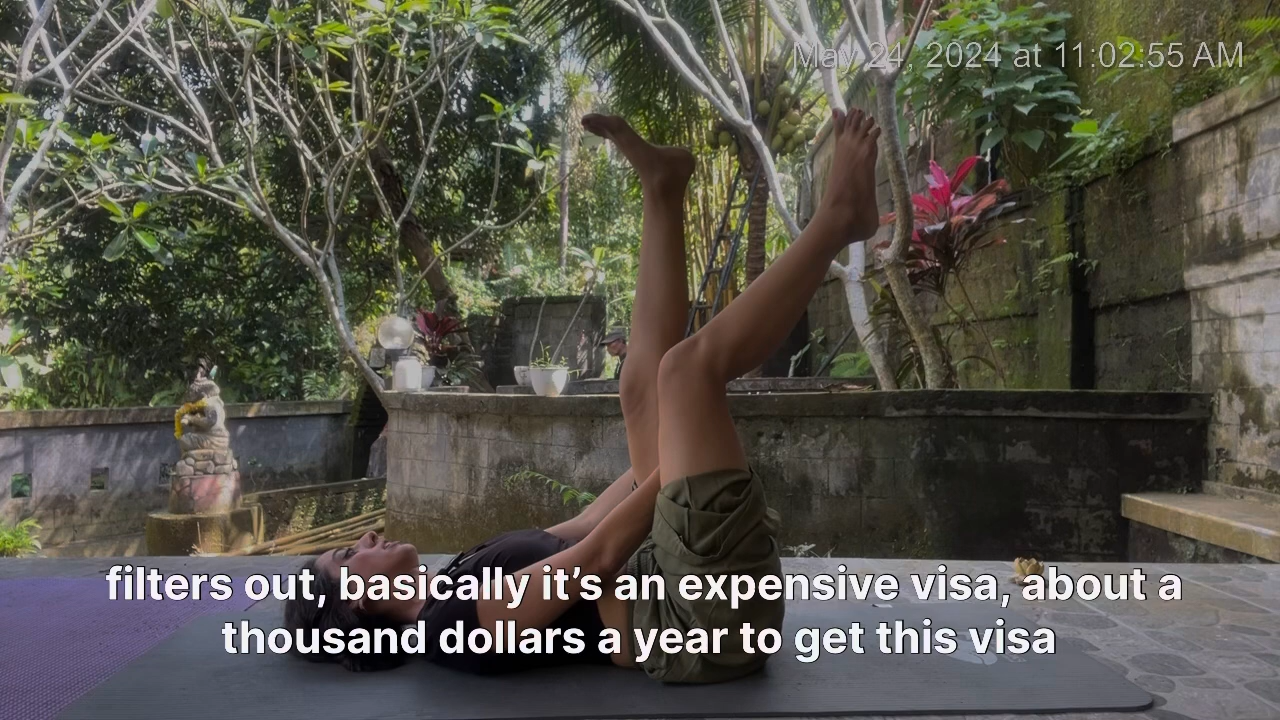 May 24, 2024 at 11:02:55 AM
filters out, basically it’s an expensive visa, about a
thousand dollars a year to get this visa